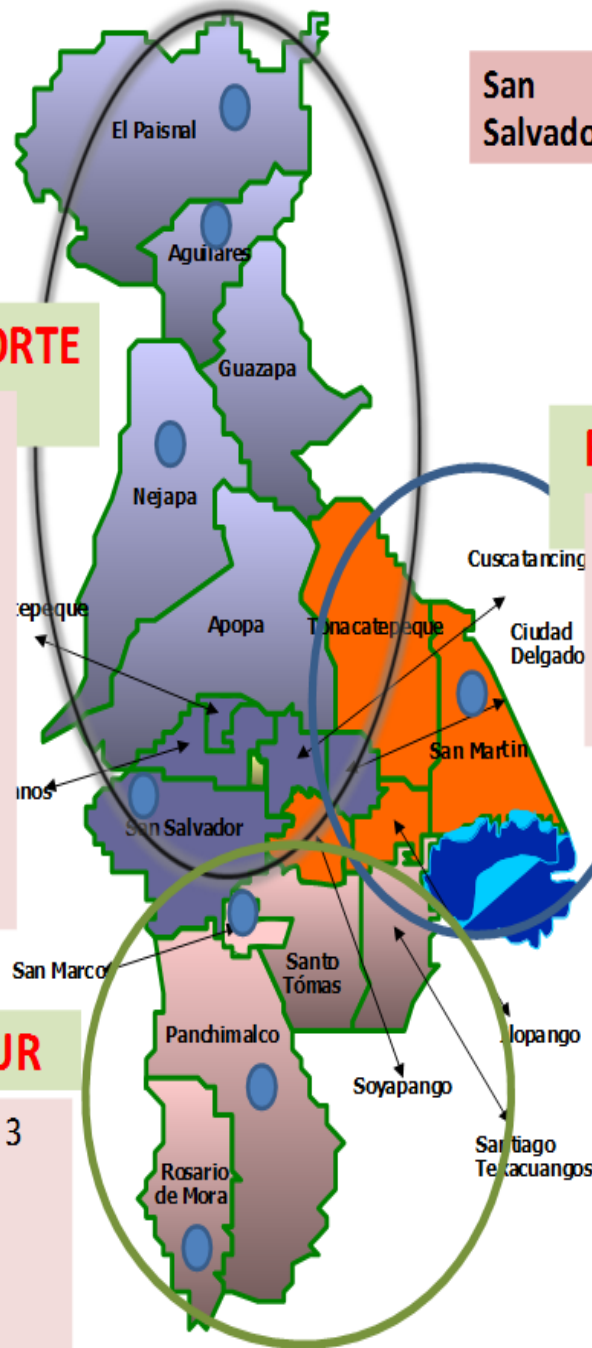 San
Salvado
El Paisnal
Aguilares
ORTE
Guazapa
Nejapa
Cuscatancing
tepeque
Apopa
Tonacatepeque
Ciudad
Delgado
San Martin
anos
San Salvador
San Marco
Santo
Tómas
Panchimalco
Ilopango
UR
Soyapango
3
Santiago
Texacuangos
Rosario
de Mora